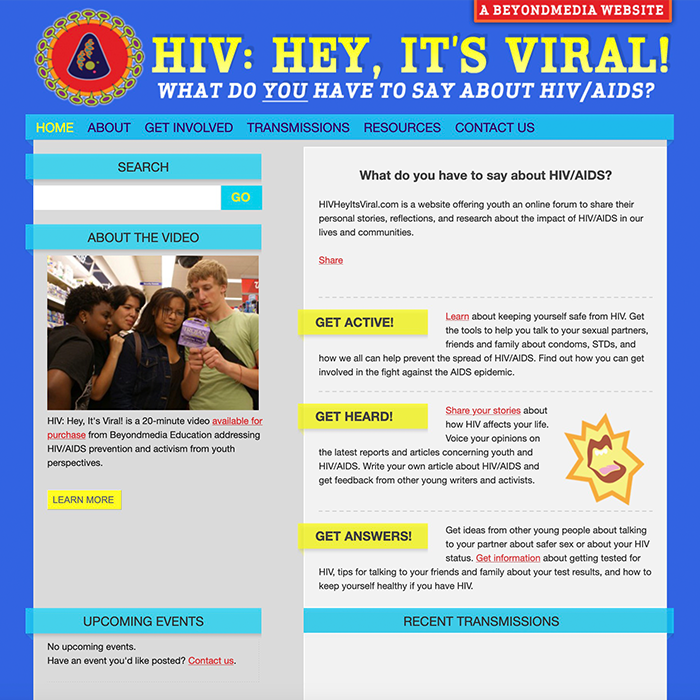 A BEYONDMEDIA WEBSITE
HIV: HEY, IT'S VIRAL!
WHAT DO YOU HAVE TO SAY ABOUT HIV/AIDS?
HOME ABOUT GET INVOLVED TRANSMISSIONS RESOURCES CONTACT US
SEARCH
GO
ABOUT THE VIDEO
TROJAN
HIV: Hey, It's Viral! is a 20-minute video available for
purchase from Beyondmedia Education addressing
HIV/AIDS prevention and activism from youth
perspectives.
LEARN MORE
UPCOMING EVENTS
No upcoming events.
Have an event you'd like posted? Contact us.
What do you have to say about HIV/AIDS?
HIVHeyItsViral.com is a website offering youth an online forum to share their
personal stories, reflections, and research about the impact of HIV/AIDS in our
lives and communities.
Share
GET ACTIVE!
Learn about keeping yourself safe from HIV. Get
the tools to help you talk to your sexual partners,
friends and family about condoms, STDs, and
how we all can help prevent the spread of HIV/AIDS. Find out how you can get
involved in the fight against the AIDS epidemic.
GET HEARD!
Share your stories about
how HIV affects your life.
Voice your opinions on
the latest reports and articles concerning youth and
HIV/AIDS. Write your own article about HIV/AIDS and
get feedback from other young writers and activists.
GET ANSWERS!
Get ideas from other young people about talking
to your partner about safer sex or about your HIV
status. Get information about getting tested for
HIV, tips for talking to your friends and family about your test results, and how to
keep yourself healthy if you have HIV.
RECENT TRANSMISSIONS